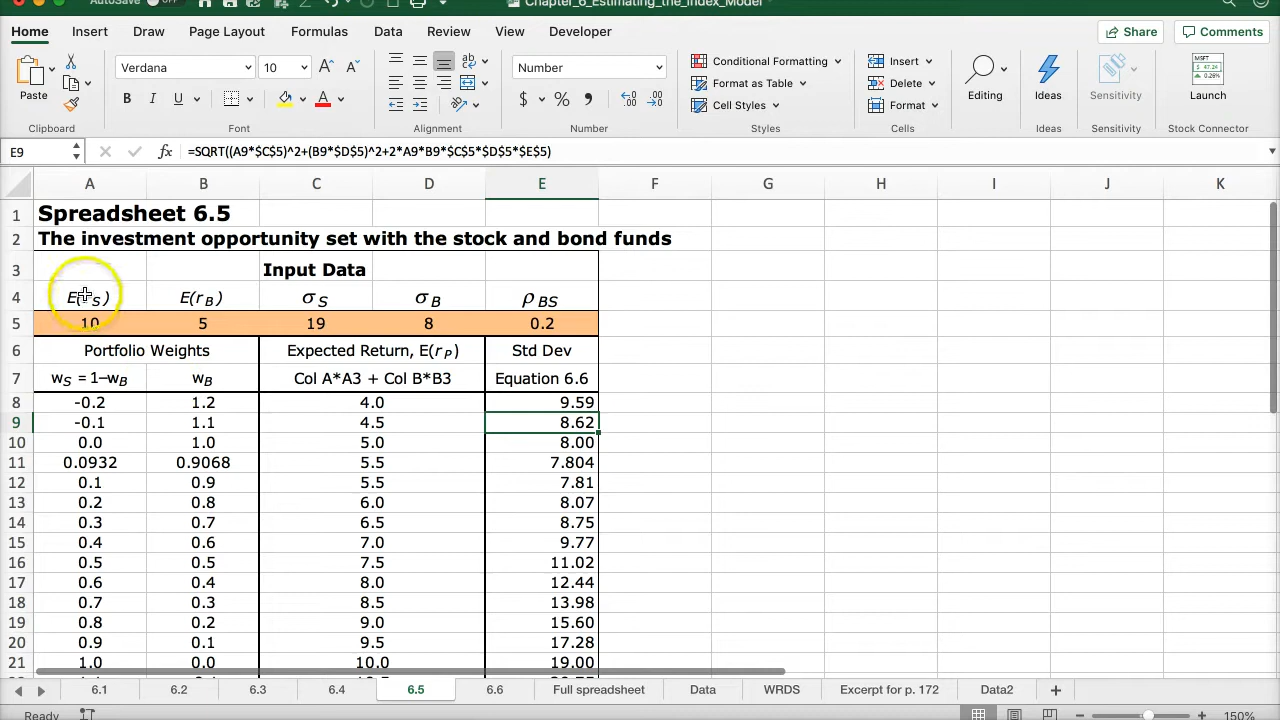 AutoSave OFF Chapter_6_Estimating_the_Index_Model
Home Insert Draw Page Layout Formulas Data Review View Developer Share Comments
Paste Verdana 10 A A ab Number Conditional Formatting Insert Editing Ideas Sensitivity Launch
B I U A $ % Format as Table Delete
Cell Styles Format
Clipboard Font Alignment Number Styles Cells Ideas Sensitivity Stock Connector
E9 fx =SQRT((A9*$C$5)^2+(B9*$D$5)^2+2*A9*B9*$C$5*$D$5*$E$5)
A B C D E F G H I J K
1 Spreadsheet 6.5
2 The investment opportunity set with the stock and bond funds
3 Input Data
4 E(rS) E(rB) σS σB ρBS
5 10 5 19 8 0.2
6 Portfolio Weights Expected Return, E(rP) Std Dev
7 wS = 1–wB wB Col A*A3 + Col B*B3 Equation 6.6
8 -0.2 1.2 4.0 9.59
9 -0.1 1.1 4.5 8.62
10 0.0 1.0 5.0 8.00
11 0.0932 0.9068 5.5 7.804
12 0.1 0.9 5.5 7.81
13 0.2 0.8 6.0 8.07
14 0.3 0.7 6.5 8.75
15 0.4 0.6 7.0 9.77
16 0.5 0.5 7.5 11.02
17 0.6 0.4 8.0 12.44
18 0.7 0.3 8.5 13.98
19 0.8 0.2 9.0 15.60
20 0.9 0.1 9.5 17.28
21 1.0 0.0 10.0 19.00
6.1 6.2 6.3 6.4 6.5 6.6 Full spreadsheet Data WRDS Excerpt for p. 172 Data2 +
Ready 150%